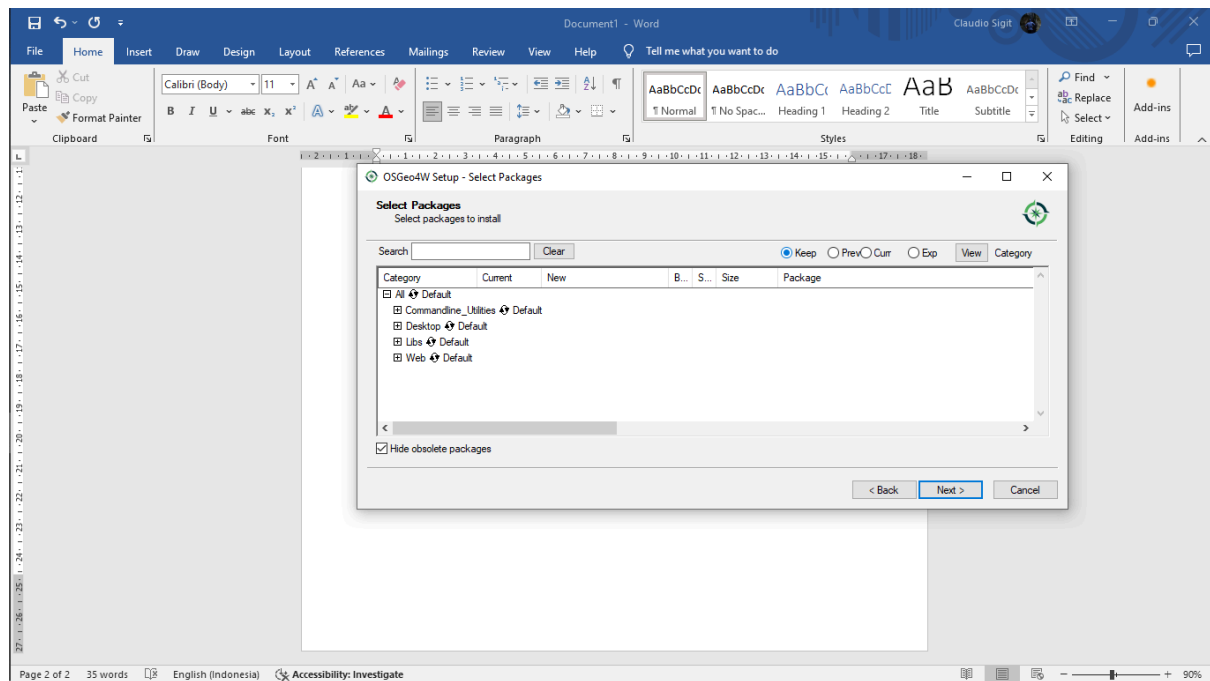 Document1 - Word
Claudio Sigit
File Home Insert Draw Design Layout References Mailings Review View Help Tell me what you want to do
Paste
Cut
Copy
Format Painter
Clipboard
Calibri (Body) 11
Font
Paragraph
AaBbCcDc AaBbCcDc AaBbCc AaBbCcE AaB AaBbCcDc
¶ Normal ¶ No Spac... Heading 1 Heading 2 Title Subtitle
Styles
Find
Replace
Select
Editing
Add-ins
Add-ins
OSGeo4W Setup - Select Packages
Select Packages
Select packages to install
Search Clear Keep Prev Curr Exp View Category
Category Current New B... S... Size Package
All Default
Commandline_Utilities Default
Desktop Default
Libs Default
Web Default
Hide obsolete packages
< Back Next > Cancel
Page 2 of 2 35 words English (Indonesia) Accessibility: Investigate 90%